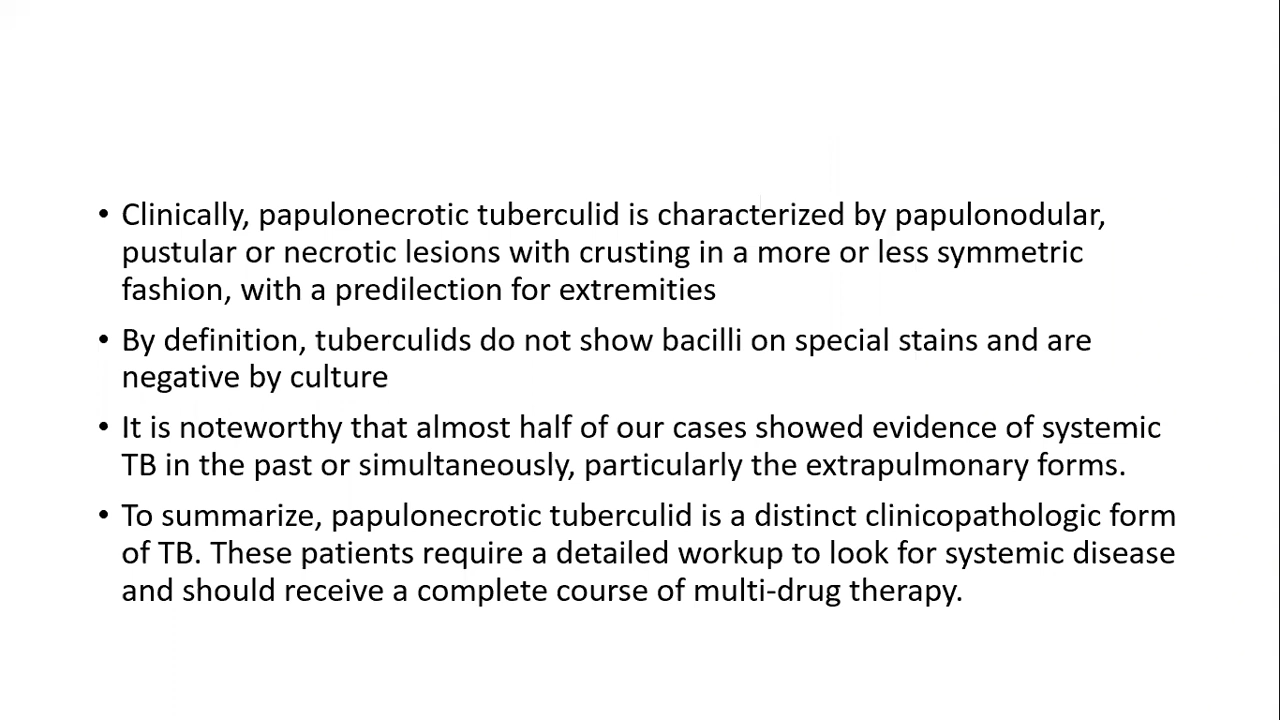 • Clinically, papulonecrotic tuberculid is characterized by papulonodular,
pustular or necrotic lesions with crusting in a more or less symmetric
fashion, with a predilection for extremities
• By definition, tuberculids do not show bacilli on special stains and are
negative by culture
• It is noteworthy that almost half of our cases showed evidence of systemic
TB in the past or simultaneously, particularly the extrapulmonary forms.
• To summarize, papulonecrotic tuberculid is a distinct clinicopathologic form
of TB. These patients require a detailed workup to look for systemic disease
and should receive a complete course of multi-drug therapy.